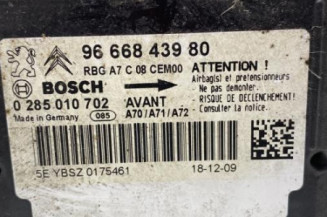 96 668 439 80
RBG A7 C 08 CEM00
ATTENTION !
Airbag(s) et pretensionneurs
Ne pas demonter.
BOSCH
RISQUE DE DECLENCHEMENT!
Consulter la notice.
0 285 010 702 AVANT
Made in Germany 085 A70/A71/A72
5E YBSZ 0175461 18-12-09